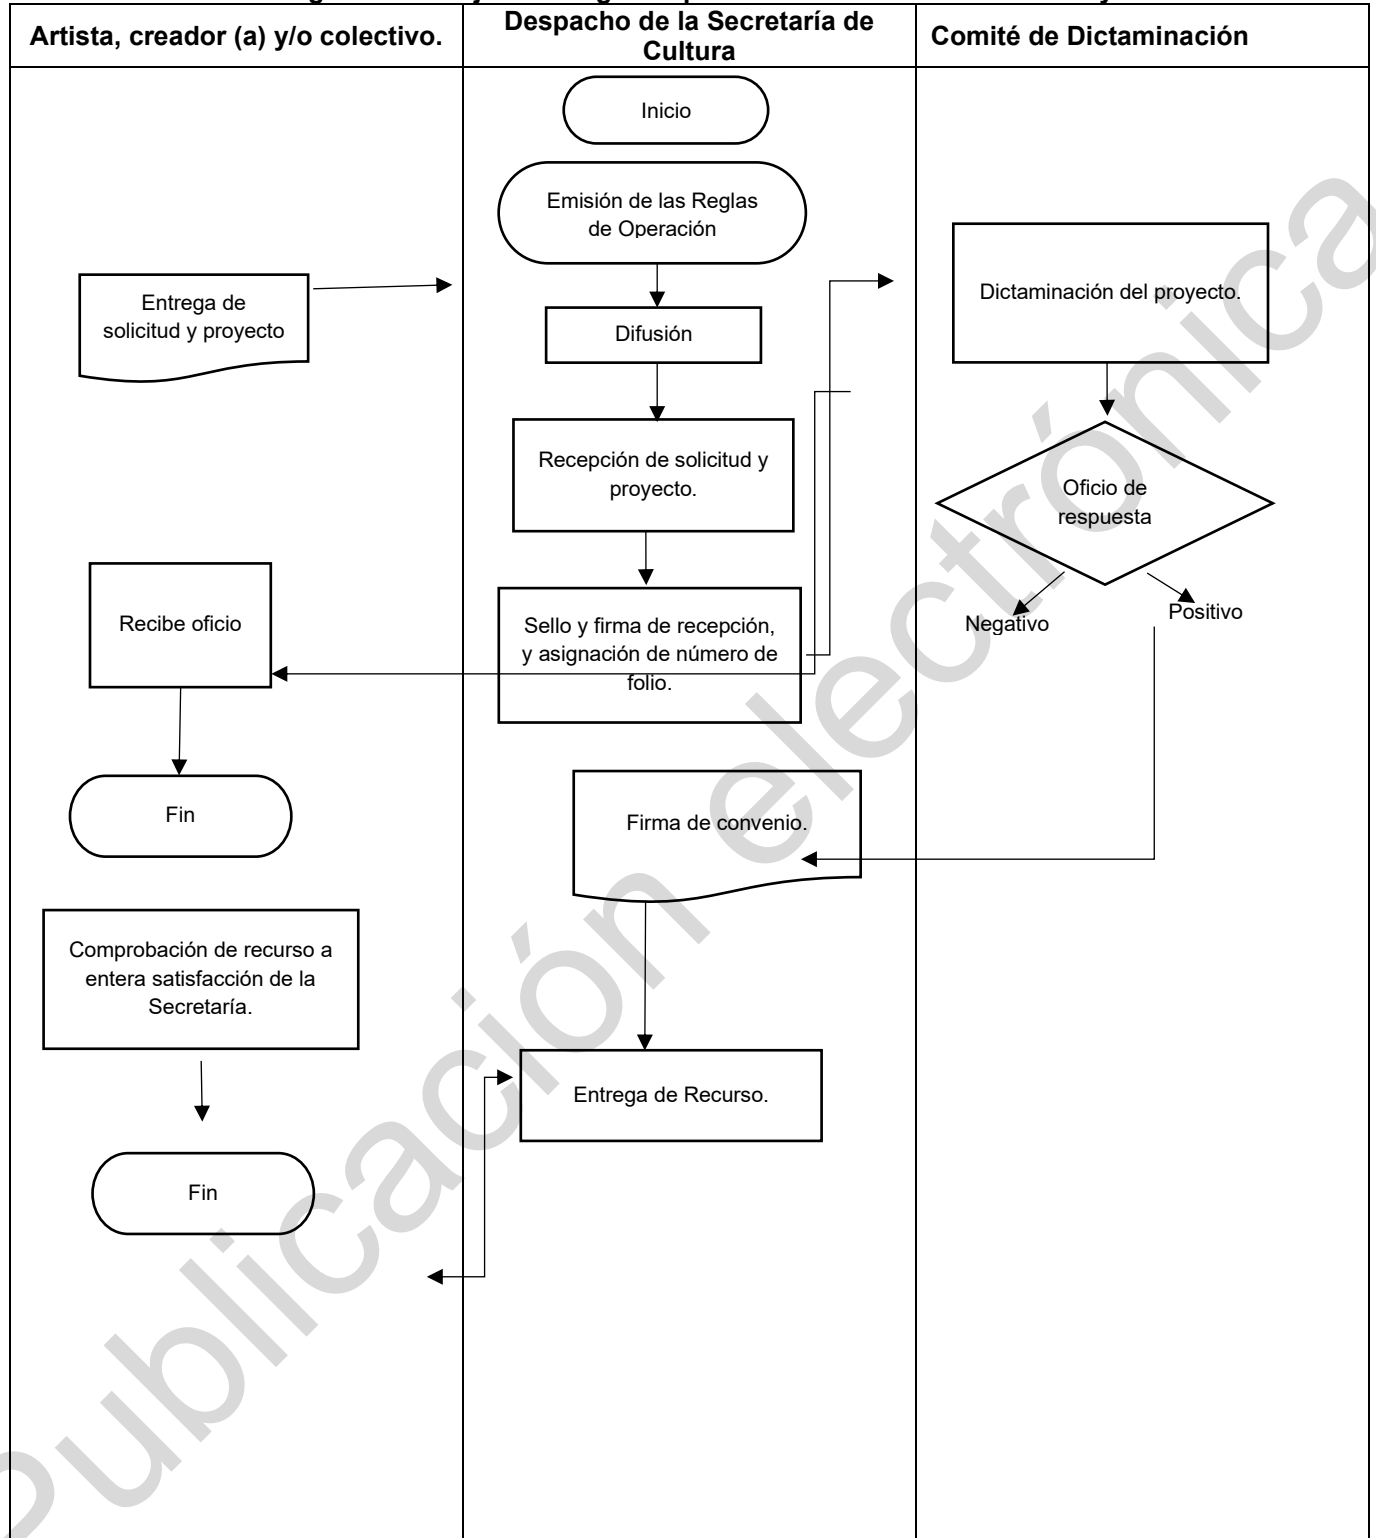 Artista, creador (a) y/o colectivo.
Despacho de la Secretaría de
Cultura
Comité de Dictaminación
Inicio
Emisión de las Reglas
de Operación
Entrega de
solicitud y proyecto
Difusión
Dictaminación del proyecto.
Recepción de solicitud y
proyecto.
Oficio de
respuesta
Recibe oficio
Sello y firma de recepción,
y asignación de número de
folio.
Negativo
Positivo
Fin
Firma de convenio.
Comprobación de recurso a
entera satisfacción de la
Secretaría.
Entrega de Recurso.
Fin
Publicación electrónica